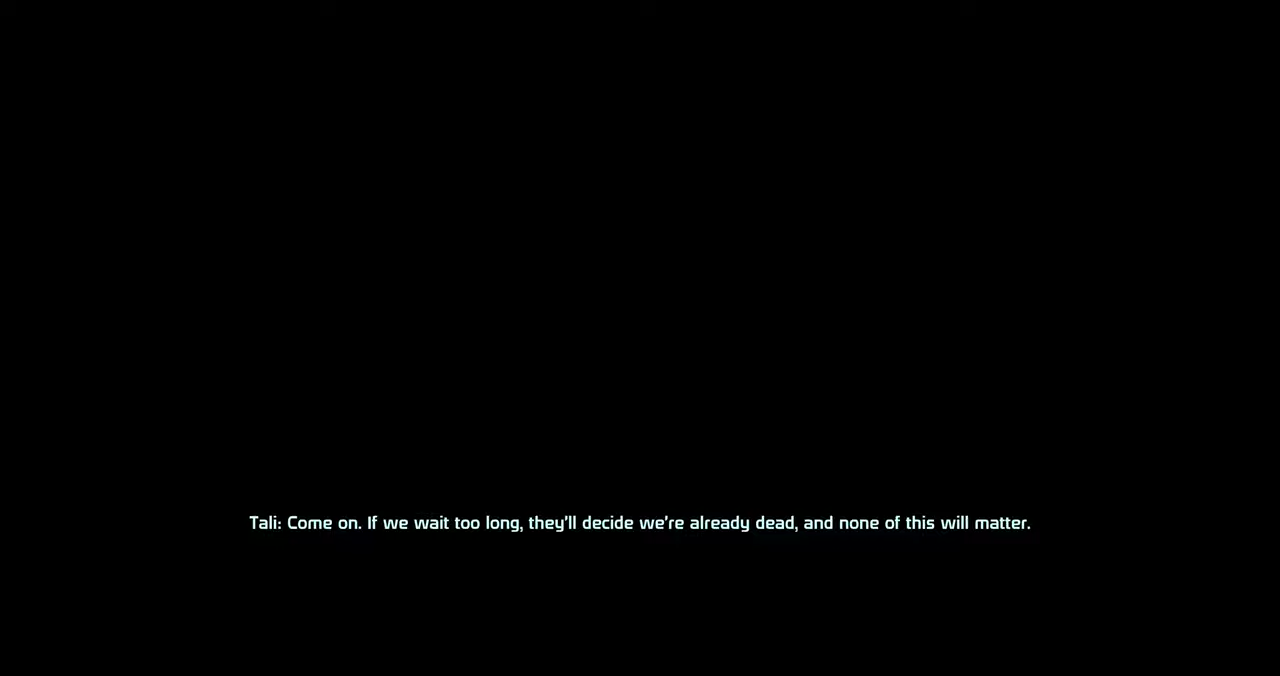 Tali: Come on. If we wait too long, they'll decide we're already dead, and none of this will matter.